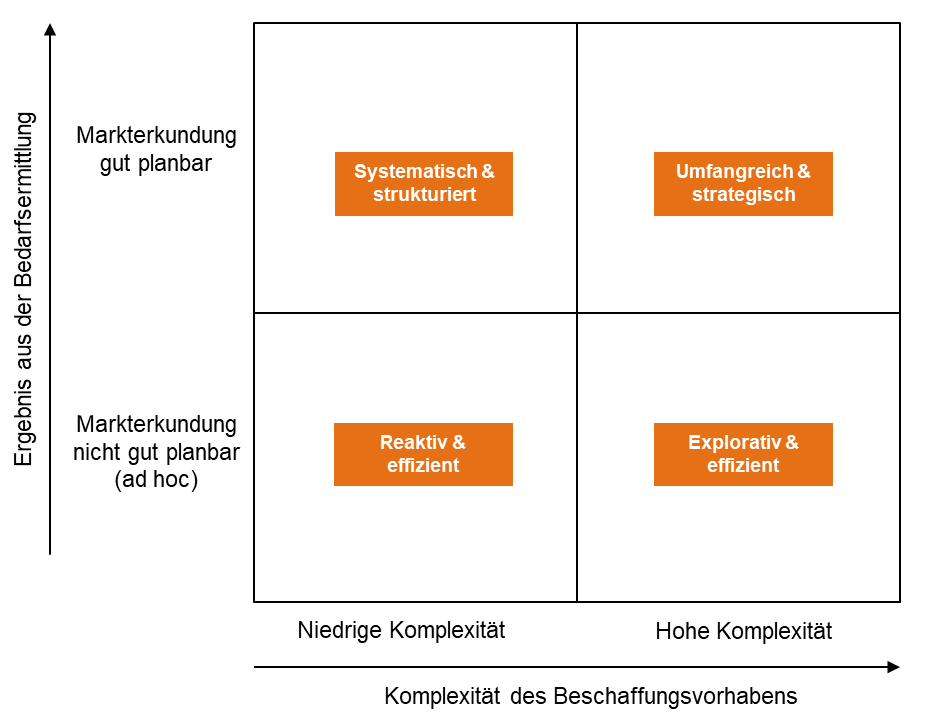 Ergebnis aus der Bedarfsermittlung
Markterkundung
gut planbar
Systematisch &
strukturiert
Umfangreich &
strategisch
Markterkundung
nicht gut planbar
(ad hoc)
Reaktiv &
effizient
Explorativ &
effizient
Niedrige Komplexität
Hohe Komplexität
Komplexität des Beschaffungsvorhabens